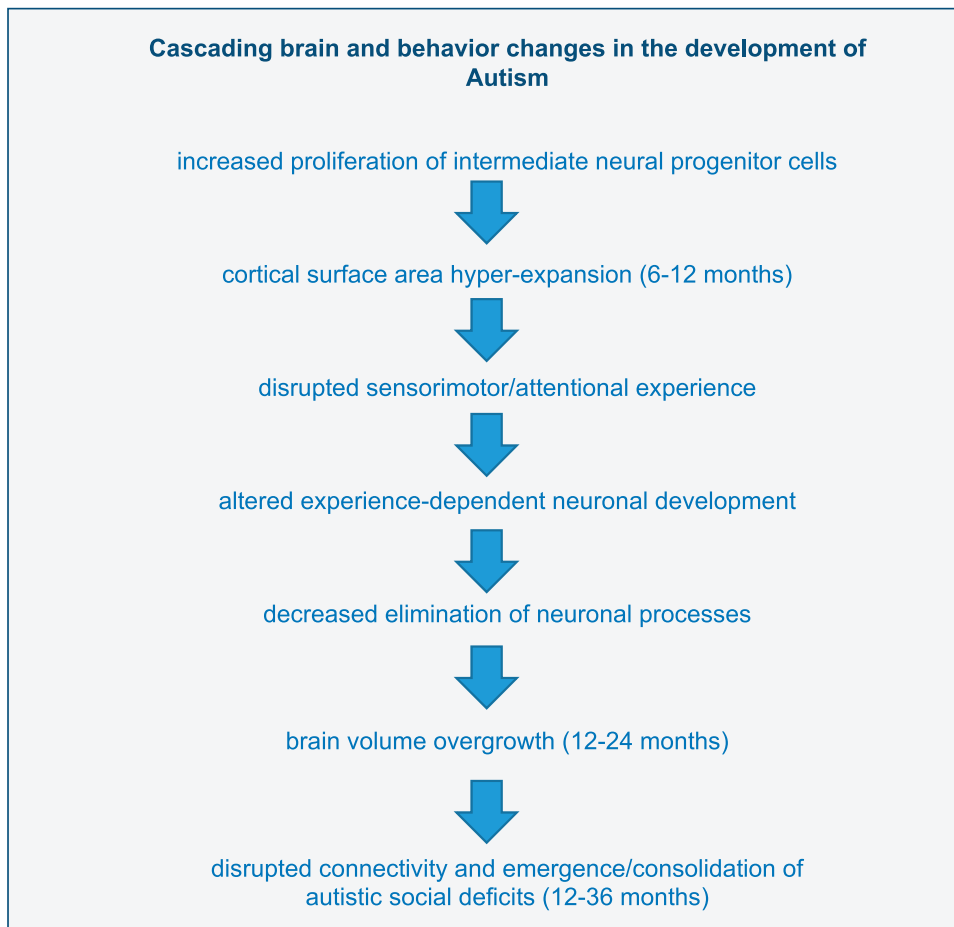 Cascading brain and behavior changes in the development of
Autism
increased proliferation of intermediate neural progenitor cells
cortical surface area hyper-expansion (6-12 months)
disrupted sensorimotor/attentional experience
altered experience-dependent neuronal development
decreased elimination of neuronal processes
brain volume overgrowth (12-24 months)
disrupted connectivity and emergence/consolidation of
autistic social deficits (12-36 months)